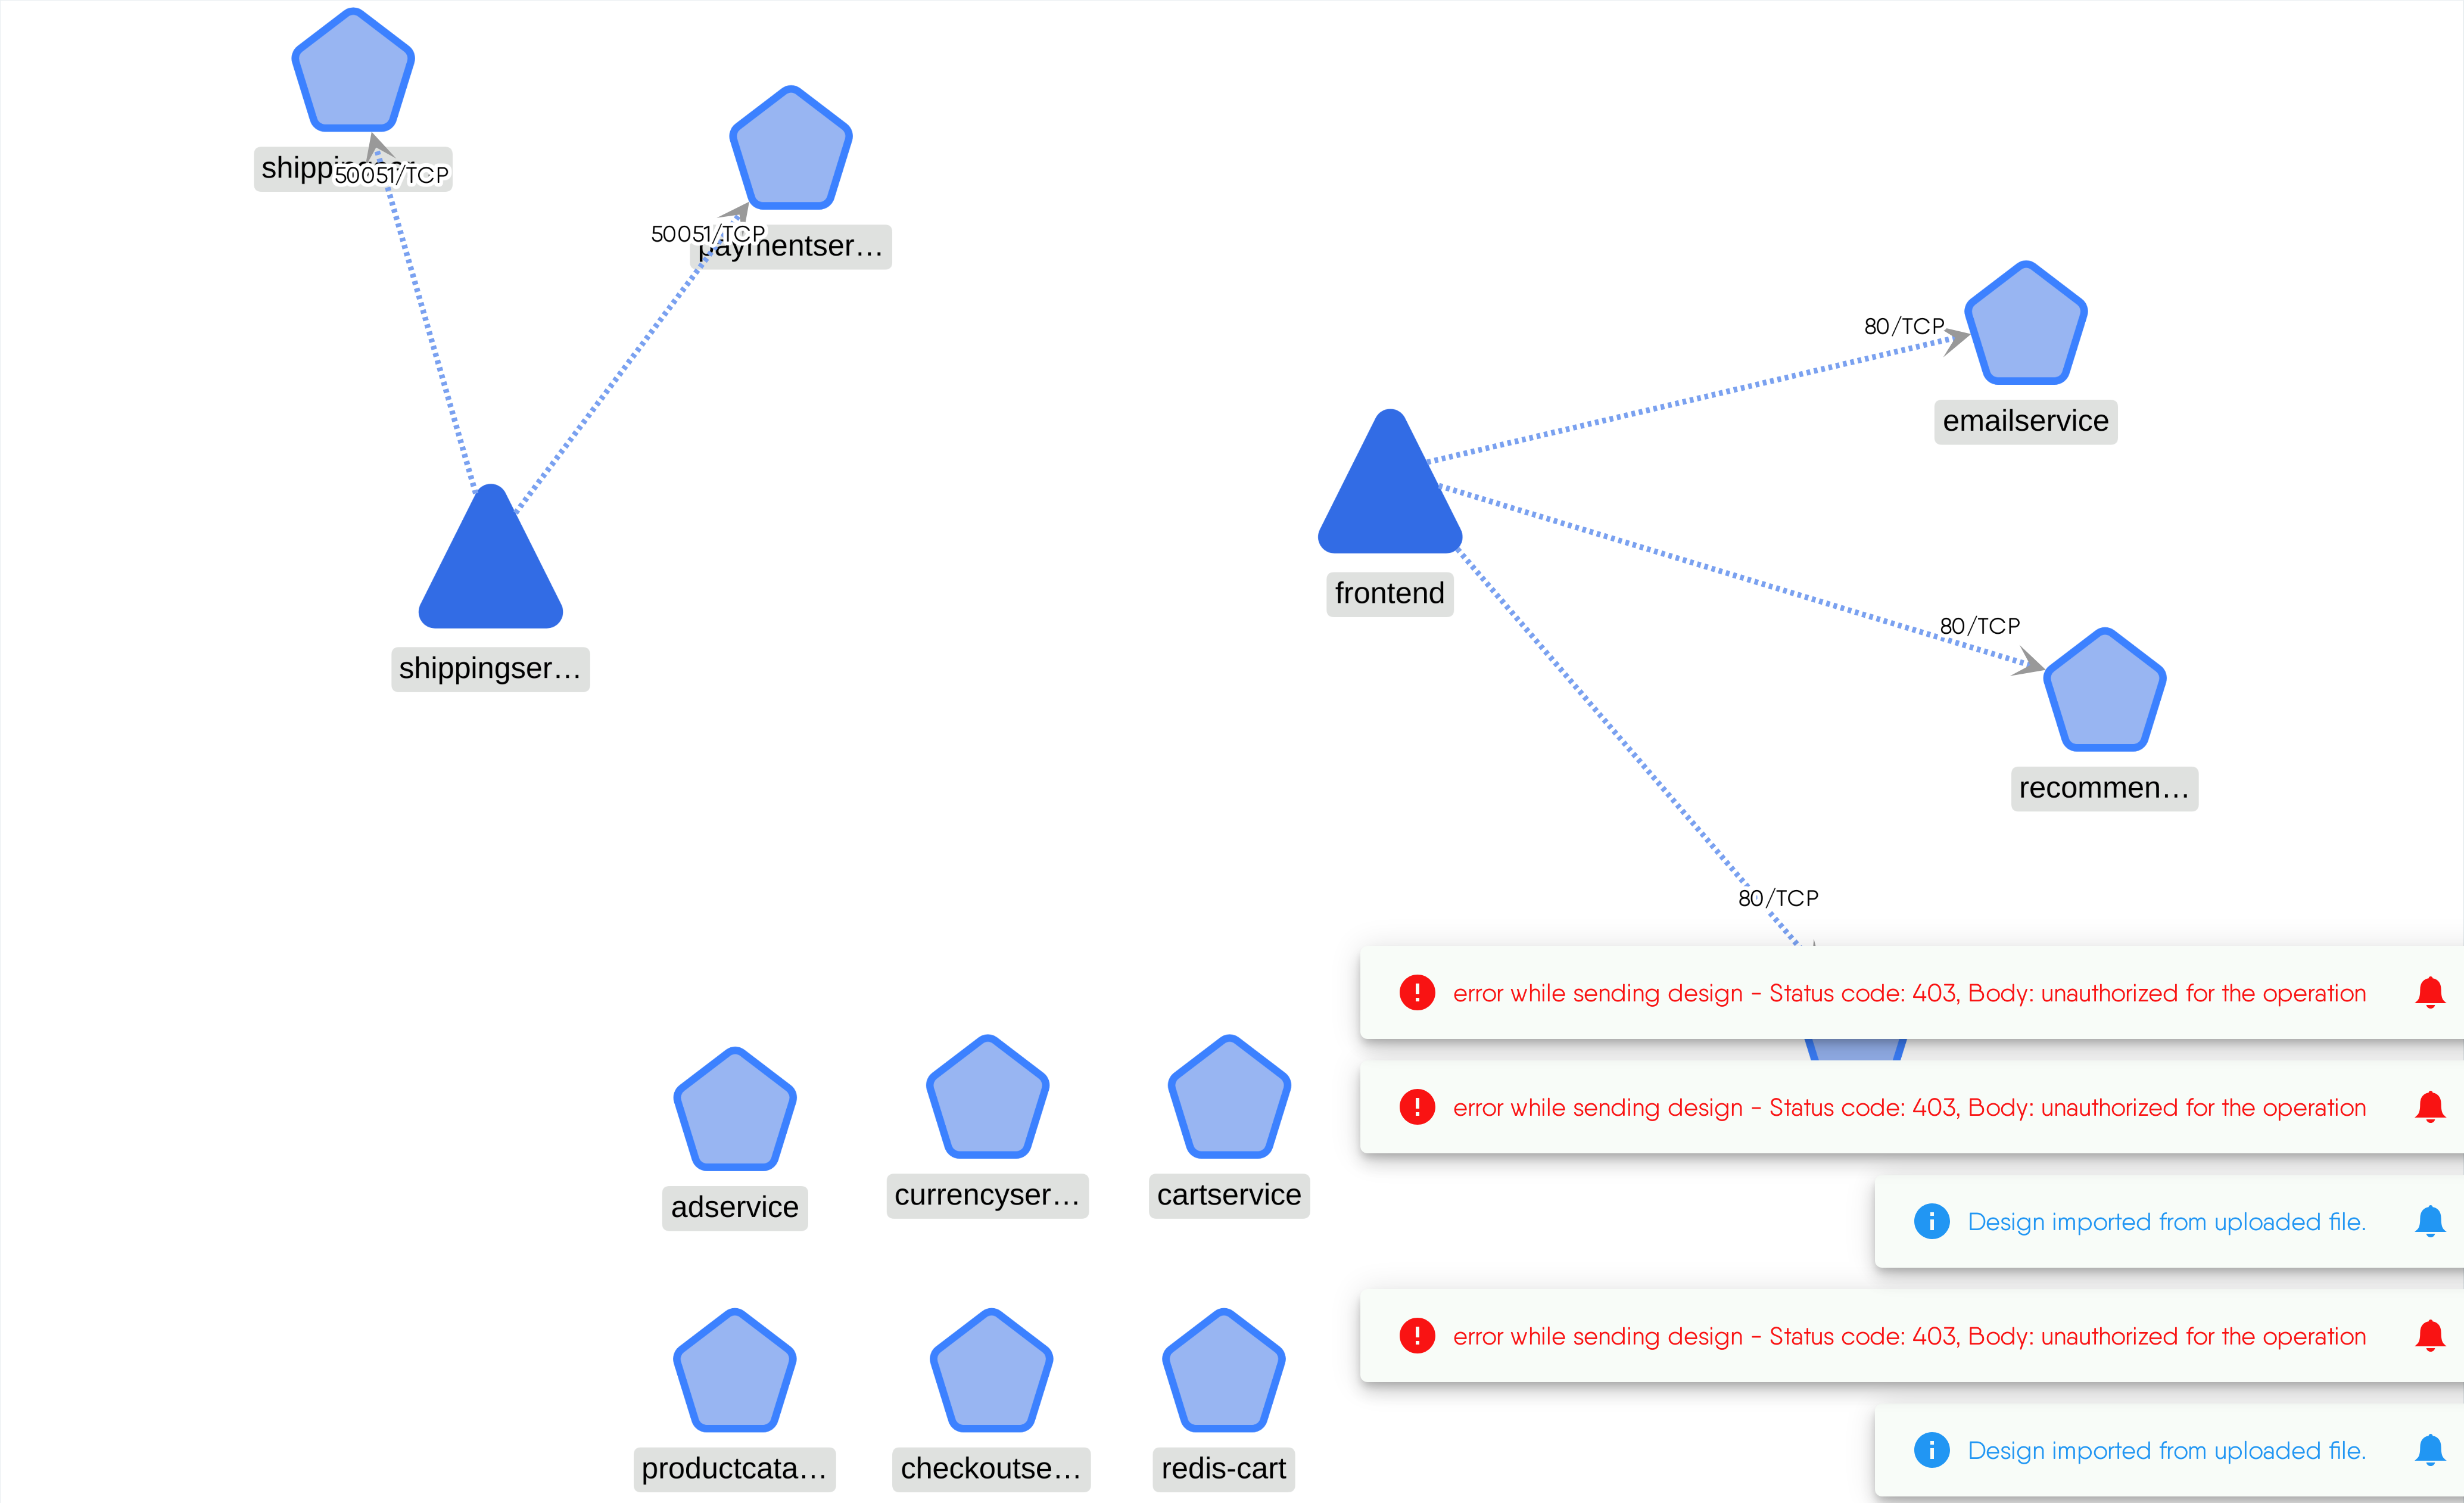 50051/TCP
50051/TCP
paymentser…
80/TCP
emailservice
frontend
shippingser…
80/TCP
recommen…
80/TCP
error while sending design - Status code: 403, Body: unauthorized for the operation
error while sending design - Status code: 403, Body: unauthorized for the operation
adservice
currencyser…
cartservice
Design imported from uploaded file.
error while sending design - Status code: 403, Body: unauthorized for the operation
productcata…
checkoutse…
redis-cart
Design imported from uploaded file.